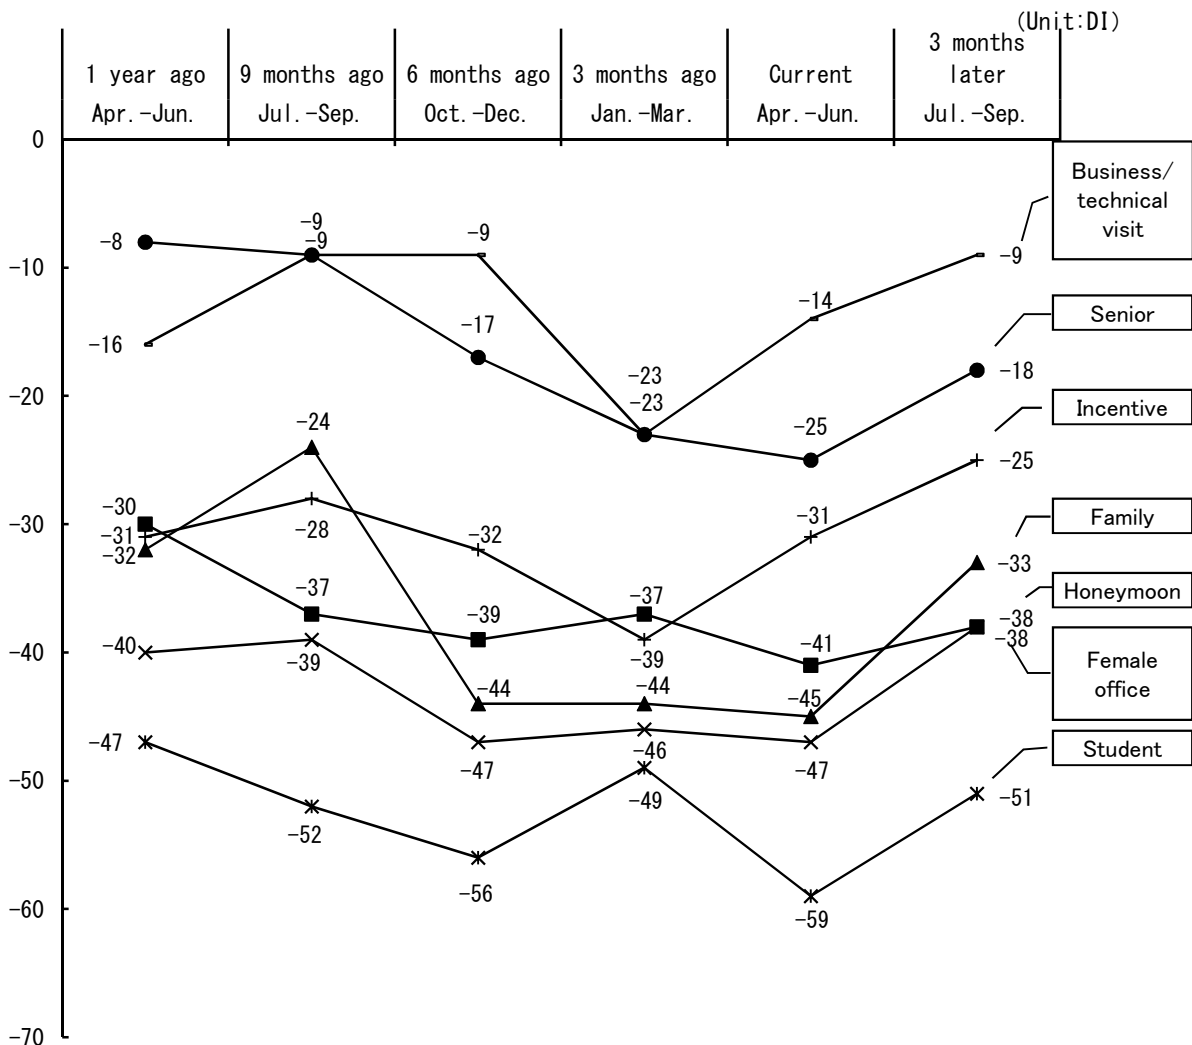 (Unit:DI)
1 year ago
Apr.-Jun.
9 months ago
Jul.-Sep.
6 months ago
Oct.-Dec.
3 months ago
Jan.-Mar.
Current
Apr.-Jun.
3 months
later
Jul.-Sep.
0
-10
-20
-30
-40
-50
-60
-70
-8
-16
-30
-31
-32
-40
-47
-9
-9
-24
-28
-37
-39
-52
-9
-17
-32
-39
-44
-47
-56
-23
-23
-37
-39
-44
-46
-49
-14
-25
-31
-41
-45
-47
-59
-9
-18
-25
-33
-38
-38
-51
Business/
technical
visit
Senior
Incentive
Family
Honeymoon
Female
office
Student